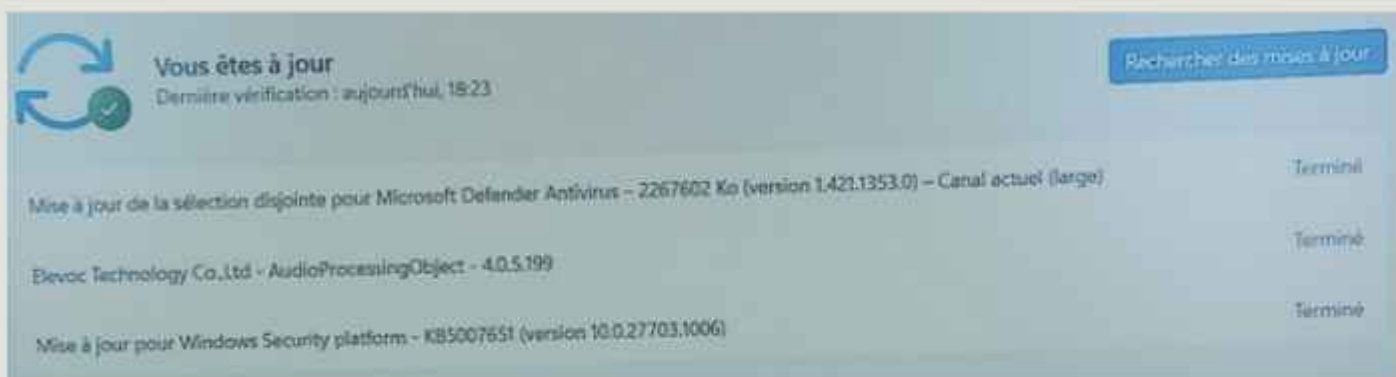 Vous êtes à jour
Dernière vérification : aujourd'hui, 18:23
Rechercher des mises à jour
Mise à jour de la sélection disjointe pour Microsoft Defender Antivirus – 2267602 Ko (version 1.421.1353.0) – Canal actuel (large)
Terminé
Elevoc Technology Co.,Ltd - AudioProcessingObject - 4.0.5.199
Terminé
Mise à jour pour Windows Security platform - KB5007651 (version 10.0.27703.1006)
Terminé